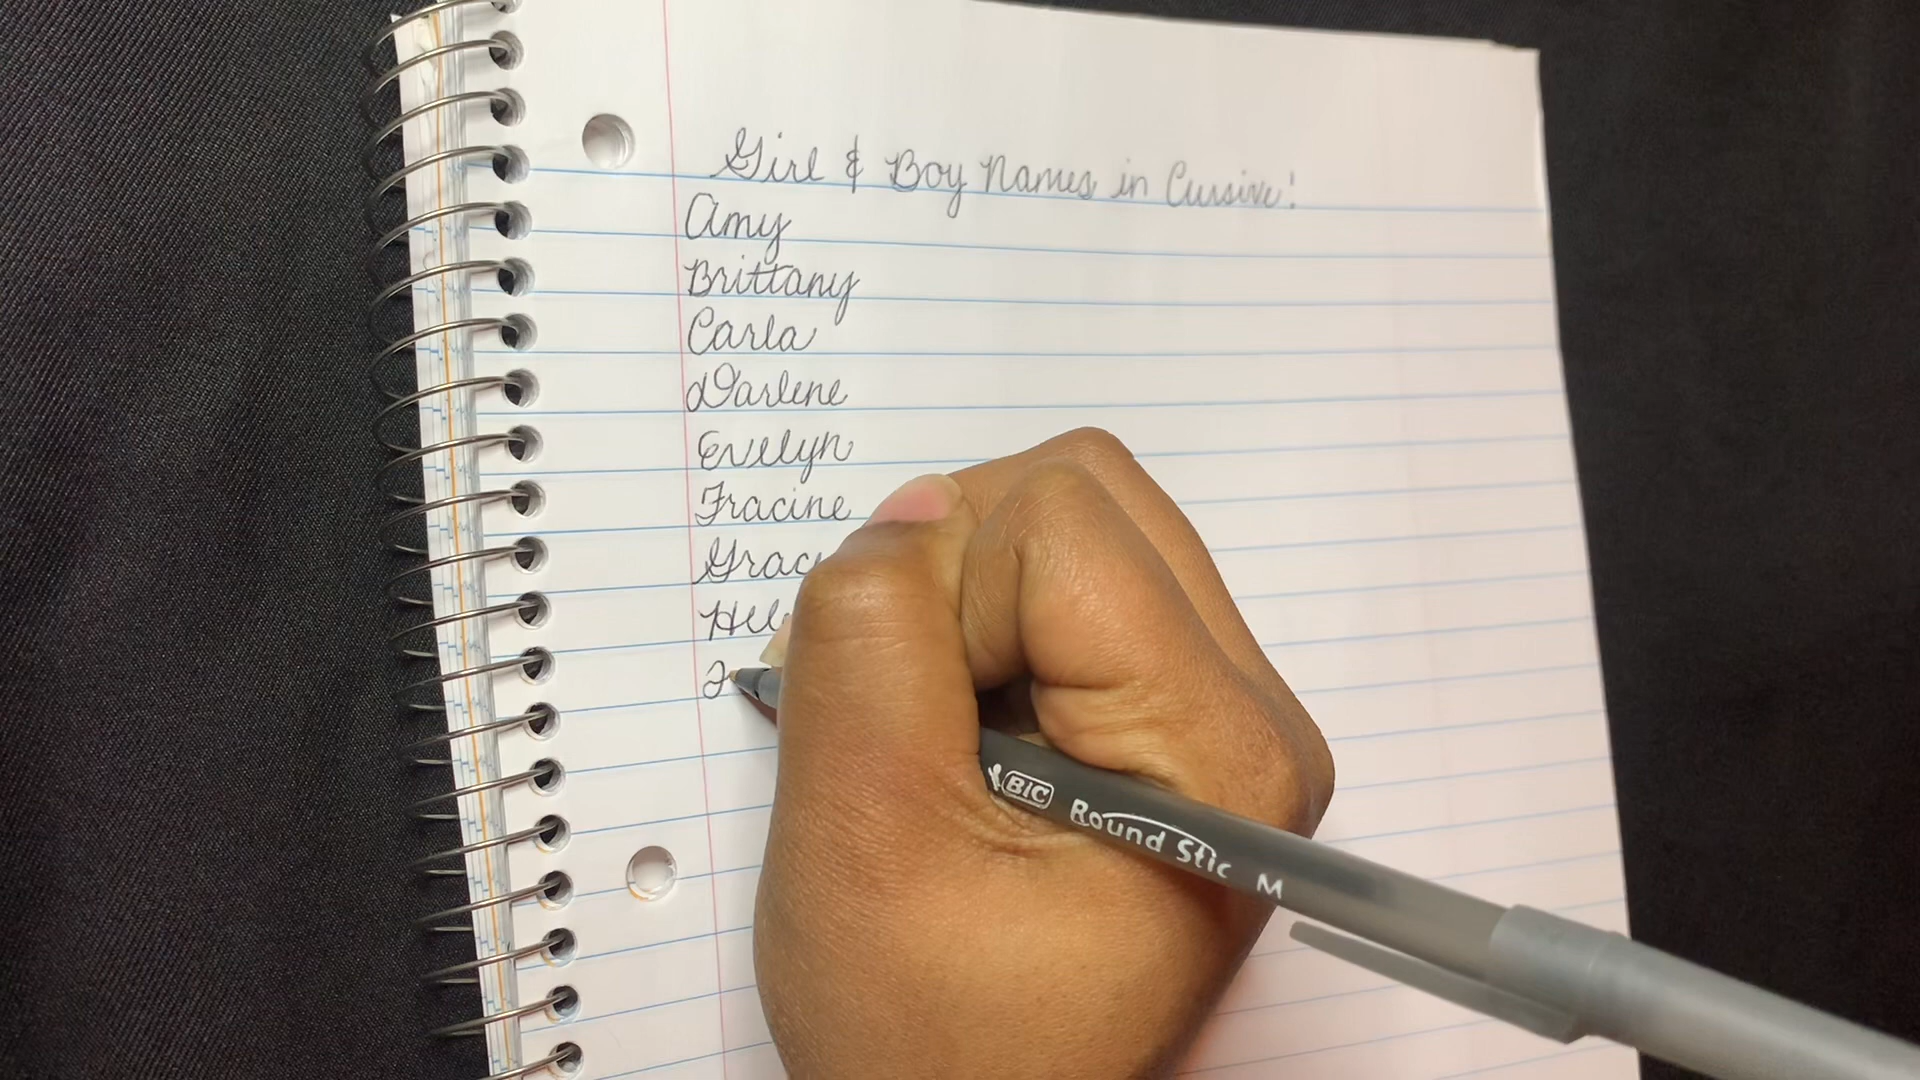 Girl & Boy Names in Cursive!
Amy
Brittany
Carla
Darlene
Evelyn
Fracine
BIC Round Stic M